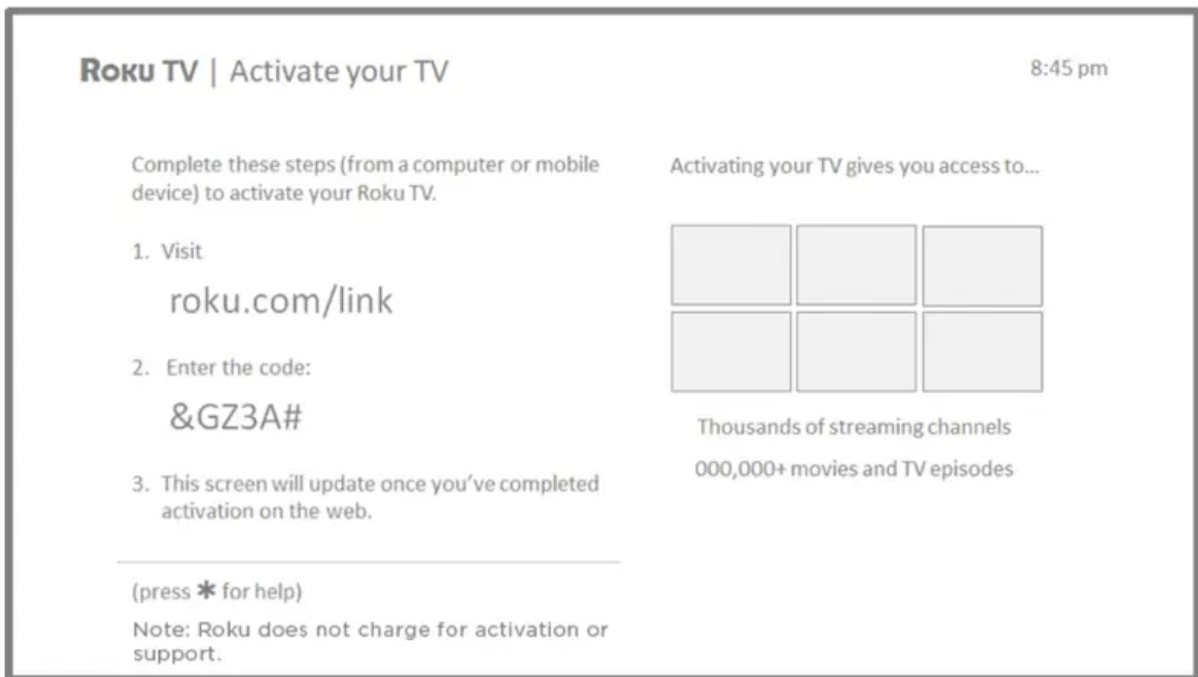 ROKU TV | Activate your TV
8:45 pm
Complete these steps (from a computer or mobile
device) to activate your Roku TV.
1. Visit
roku.com/link
2. Enter the code:
&GZ3A#
3. This screen will update once you've completed
activation on the web.
(press * for help)
Note: Roku does not charge for activation or
support.
Activating your TV gives you access to...
Thousands of streaming channels
000,000+ movies and TV episodes